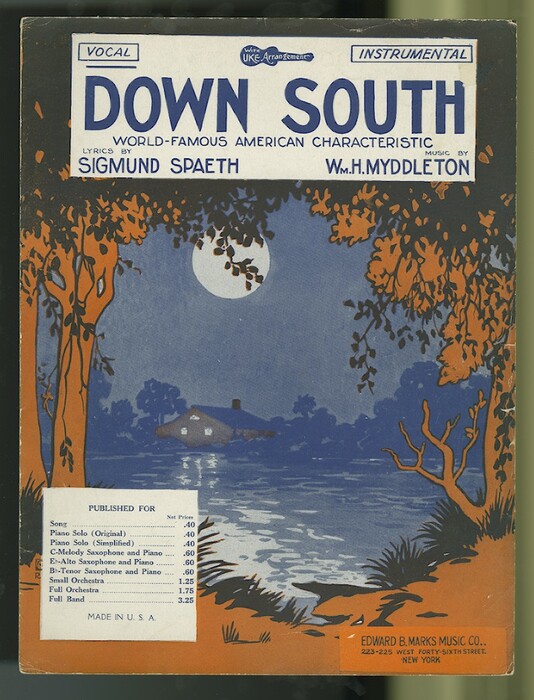 VOCAL
With
UKE Arrangement
INSTRUMENTAL
DOWN SOUTH
WORLD-FAMOUS AMERICAN CHARACTERISTIC
LYRICS BY
SIGMUND SPAETH
MUSIC BY
WM. H. MYDDLETON
PUBLISHED FOR
Net Prices
Song .40
Piano Solo (Original) .40
Piano Solo (Simplified) .40
C-Melody Saxophone and Piano .60
E♭-Alto Saxophone and Piano .60
B♭-Tenor Saxophone and Piano .60
Small Orchestra 1.25
Full Orchestra 1.75
Full Band 3.25
MADE IN U. S. A.
EDWARD B. MARKS MUSIC CO..
223-225 WEST FORTY-SIXTH STREET.
NEW YORK